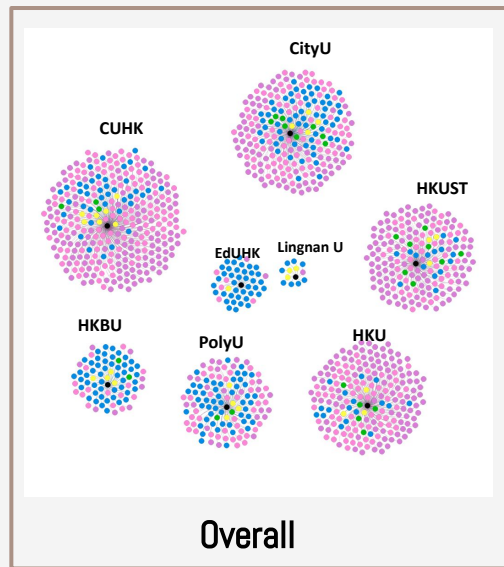 CityU
CUHK
HKUST
EdUHK
Lingnan U
HKBU
PolyU
HKU
Overall